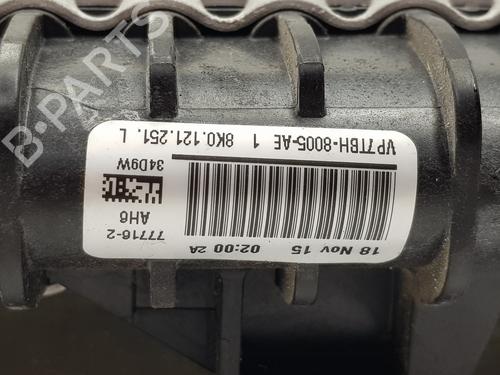 VP7TBH-8005-AE 1 8K0.121.251. L
34D9W
AH6
77716-2
18 Nov 15 02:00 2A
B-PARTS